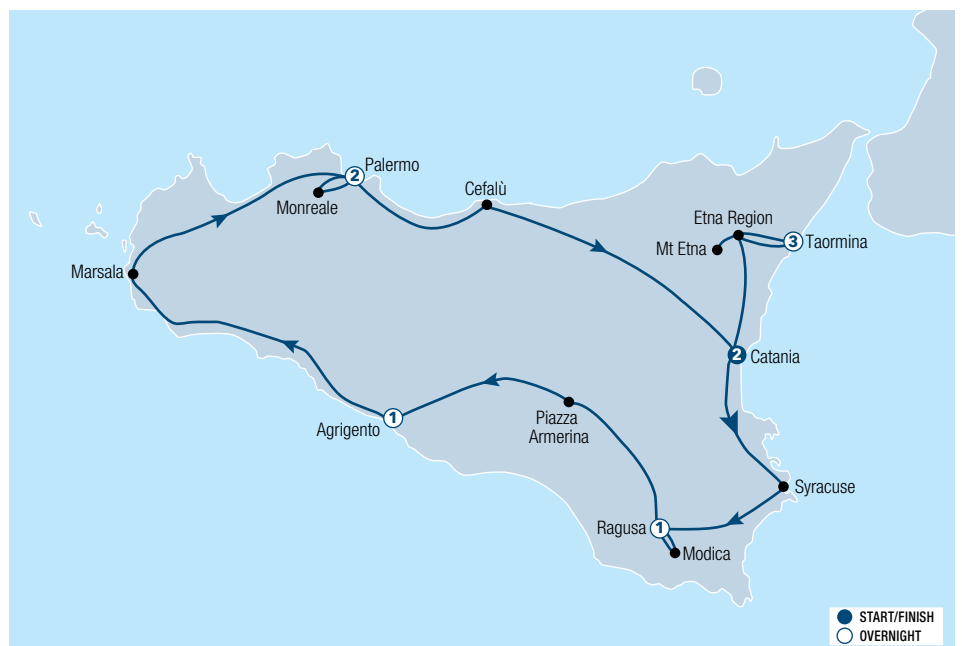 Palermo
2
Monreale
Cefalù
Etna Region
Mt Etna
3
Taormina
Marsala
2
Catania
1
Agrigento
Piazza
Armerina
Syracuse
Ragusa
1
Modica
START/FINISH
OVERNIGHT